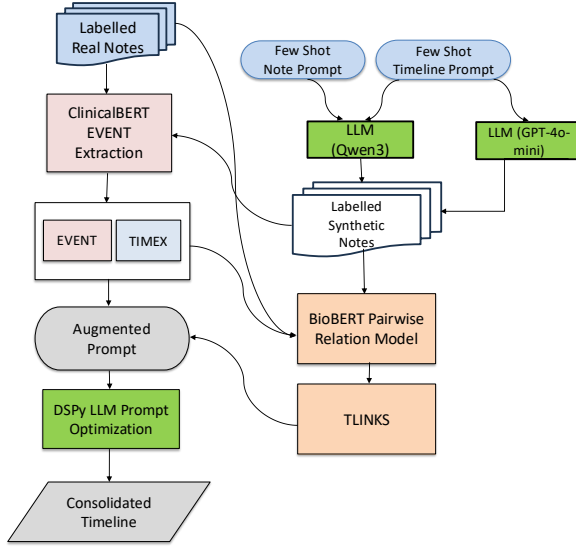 Labelled
Real Notes
Few Shot
Note Prompt
Few Shot
Timeline Prompt
ClinicalBERT
EVENT
Extraction
LLM
(Qwen3)
LLM (GPT-4o-
mini)
Labelled
Synthetic
Notes
EVENT
TIMEX
BioBERT Pairwise
Relation Model
Augmented
Prompt
DSPy LLM Prompt
Optimization
TLINKS
Consolidated
Timeline